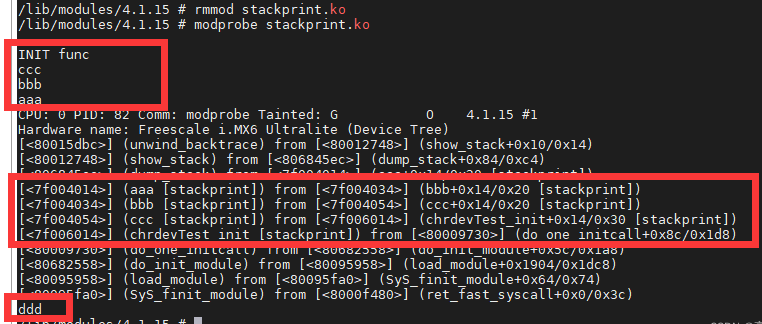 /lib/modules/4.1.15 # rmmod stackprint.ko
/lib/modules/4.1.15 # modprobe stackprint.ko
INIT func
ccc
bbb
aaa
CPU: 0 PID: 82 Comm: modprobe Tainted: G O 4.1.15 #1
Hardware name: Freescale i.MX6 Ultralite (Device Tree)
[<80015dbc>] (unwind_backtrace) from [<80012748>] (show_stack+0x10/0x14)
[<80012748>] (show_stack) from [<806845ec>] (dump_stack+0x84/0xc4)
[<806845ec>] (dump_stack) from [<7f004014>]
[<7f004014>] (aaa [stackprint]) from [<7f004034>] (bbb+0x14/0x20 [stackprint])
[<7f004034>] (bbb [stackprint]) from [<7f004054>] (ccc+0x14/0x20 [stackprint])
[<7f004054>] (ccc [stackprint]) from [<7f006014>] (chrdevTest_init+0x14/0x30 [stackprint])
[<7f006014>] (chrdevTest_init [stackprint]) from [<80009730>] (do_one_initcall+0x8c/0x1d8)
[<80009730>] (do_one_initcall) from [<80682558>] (do_init_module+0x5c/0x1a8)
[<80682558>] (do_init_module) from [<80095958>] (load_module+0x1904/0x1dc8)
[<80095958>] (load_module) from [<80095fa0>] (SyS_finit_module+0x64/0x74)
[<80095fa0>] (SyS_finit_module) from [<8000f480>] (ret_fast_syscall+0x0/0x3c)
ddd
/lib/modules/4.1.15 #